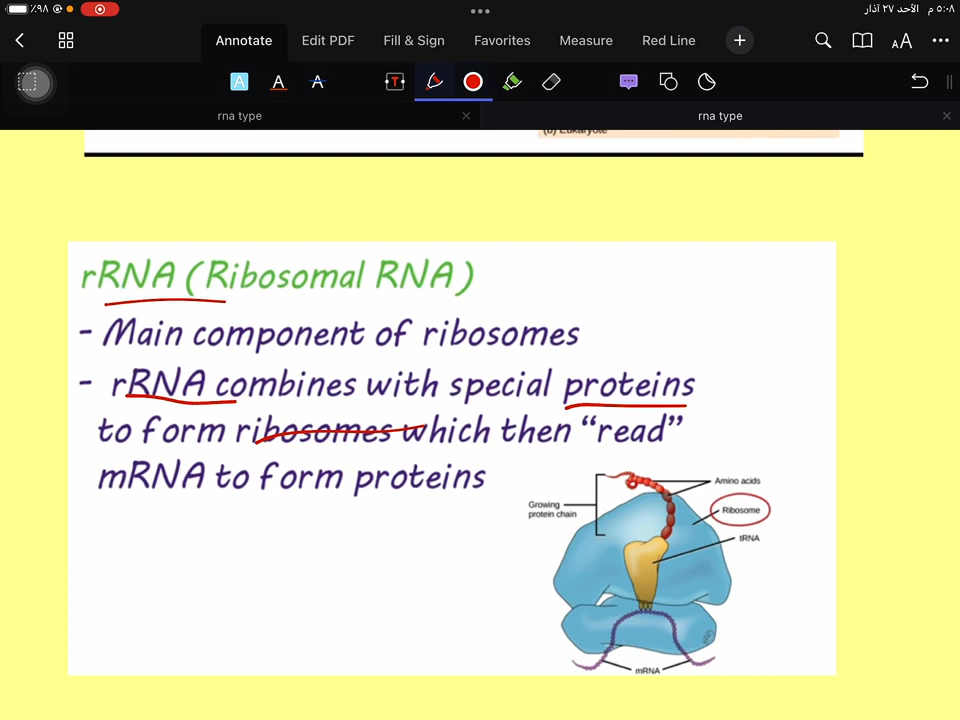 ٪٩٨
الأحد ٢٧ آذار ٥:٠٨ م
Annotate Edit PDF Fill & Sign Favorites Measure Red Line
rna type
rna type
(b) Eukaryote
rRNA (Ribosomal RNA)
- Main component of ribosomes
- rRNA combines with special proteins
to form ribosomes which then “read”
mRNA to form proteins
Amino acids
Growing
protein chain
Ribosome
tRNA
mRNA